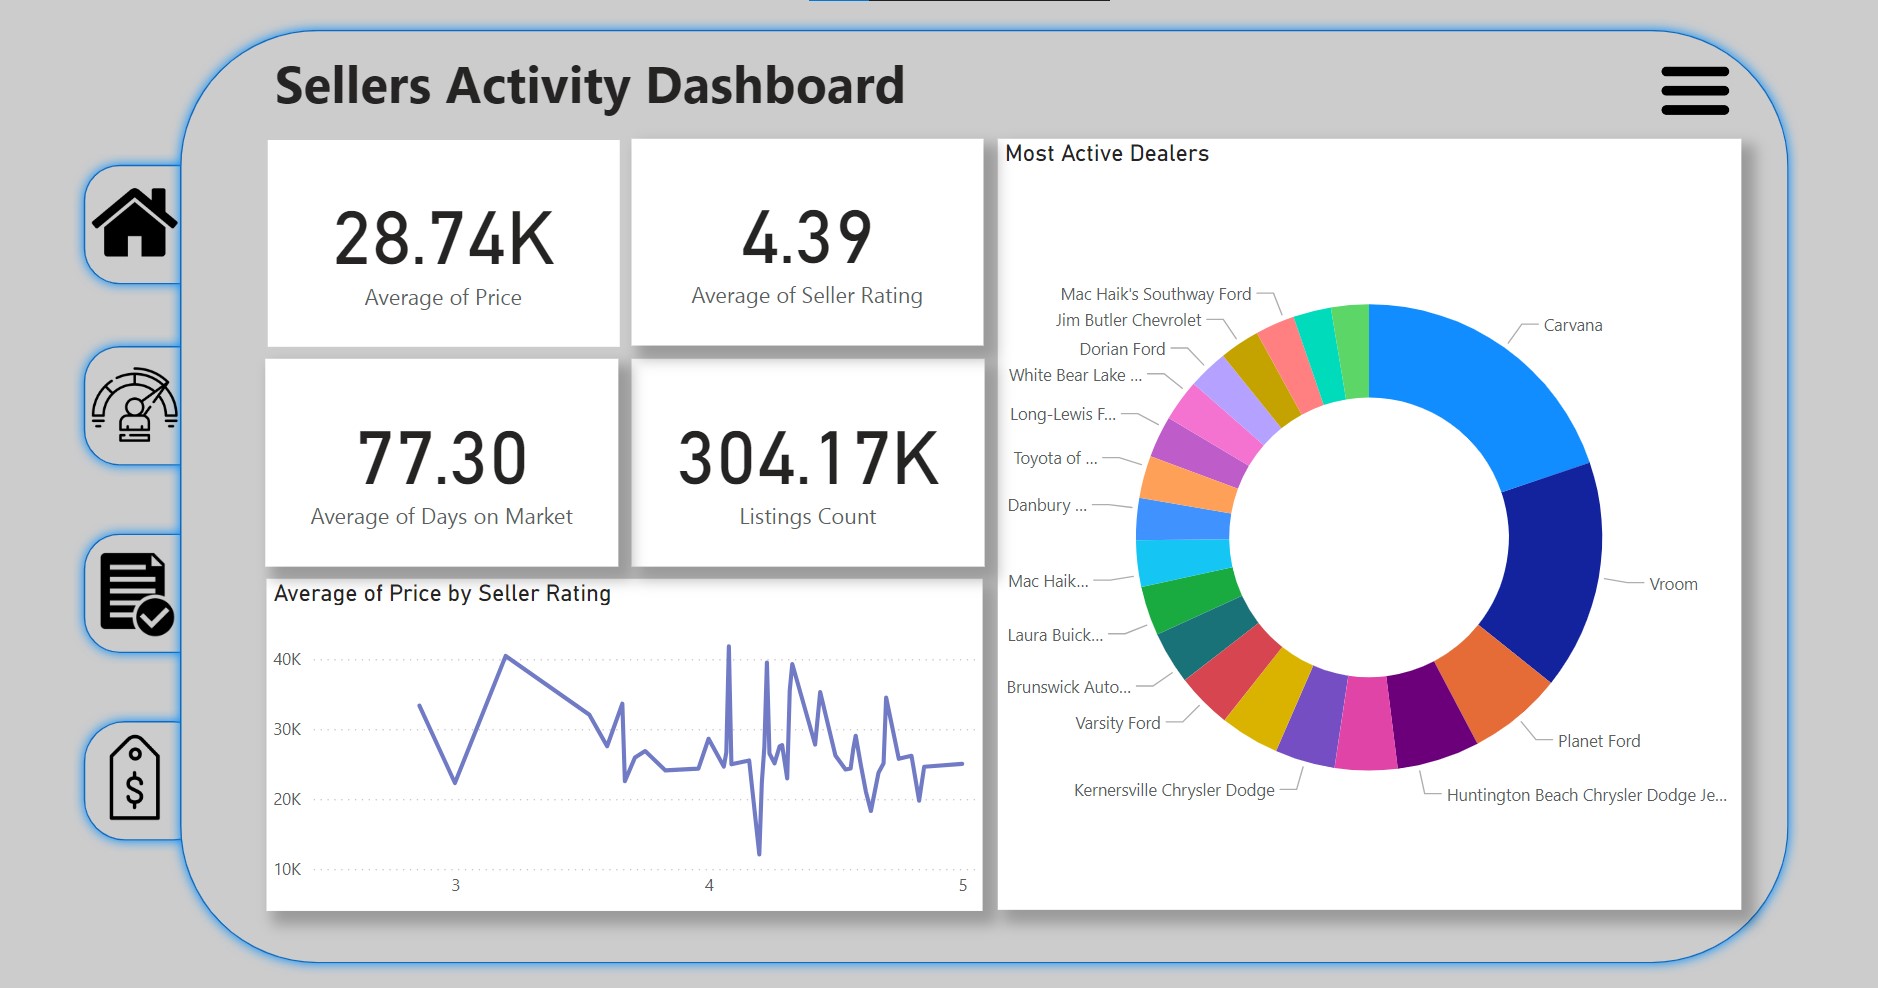 Sellers Activity Dashboard
28.74K
Average of Price
4.39
Average of Seller Rating
77.30
Average of Days on Market
304.17K
Listings Count
Average of Price by Seller Rating
40K
30K
20K
10K
3
4
5
Most Active Dealers
Carvana
Vroom
Planet Ford
Huntington Beach Chrysler Dodge Je...
Kernersville Chrysler Dodge
Varsity Ford
Brunswick Auto...
Laura Buick...
Mac Haik...
Danbury ...
Toyota of ...
Long-Lewis F...
White Bear Lake ...
Dorian Ford
Jim Butler Chevrolet
Mac Haik's Southway Ford
$